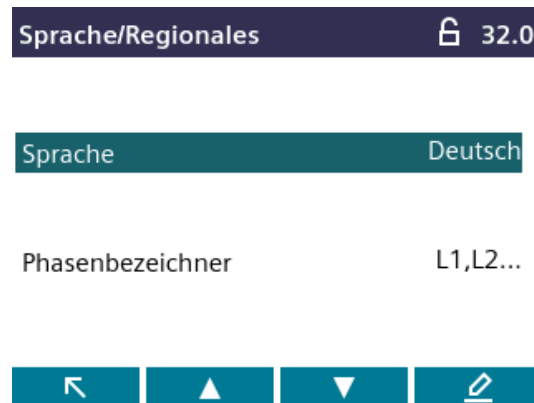 Sprache/Regionales 32.0
Sprache Deutsch
Phasenbezeichner L1,L2...